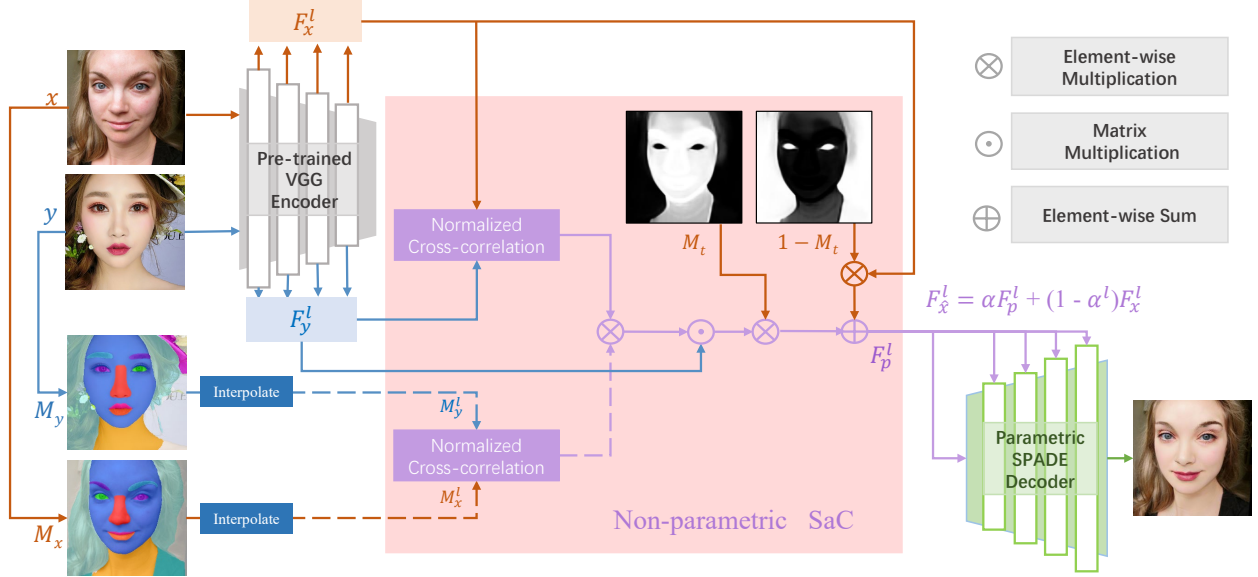 F_x^l
x
y
Pre-trained
VGG
Encoder
F_y^l
M_y
M_x
Interpolate
Interpolate
M_y^l
M_x^l
Normalized
Cross-correlation
Normalized
Cross-correlation
M_t
1 − M_t
F_p^l
Non-parametric SaC
Element-wise
Multiplication
Matrix
Multiplication
Element-wise Sum
F_x̂^l = αF_p^l + (1 - α^l)F_x^l
Parametric
SPADE
Decoder